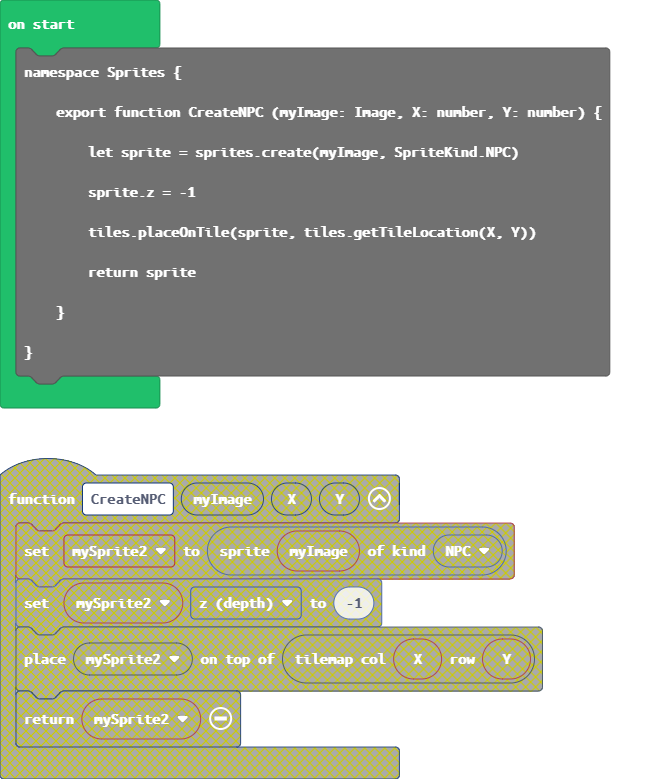 on start
namespace Sprites {
export function CreateNPC (myImage: Image, X: number, Y: number) {
let sprite = sprites.create(myImage, SpriteKind.NPC)
sprite.z = -1
tiles.placeOnTile(sprite, tiles.getTileLocation(X, Y))
return sprite
}
}
function CreateNPC myImage X Y
set mySprite2 to sprite myImage of kind NPC
set mySprite2 z (depth) to -1
place mySprite2 on top of tilemap col X row Y
return mySprite2